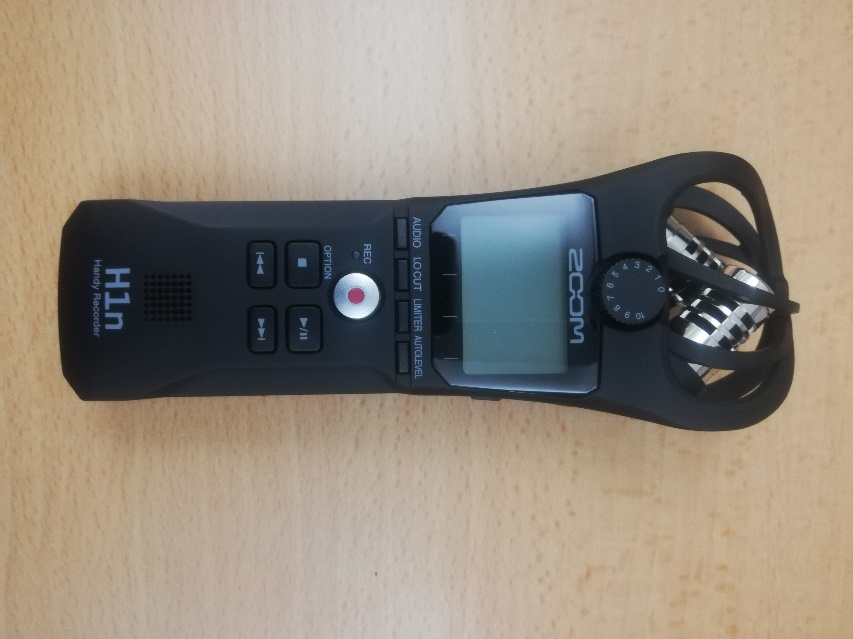 0 1 2 3 4 5 6 7 8 9 10
ZOOM
AUDIO LO CUT LIMITER AUTO LEVEL
REC
OPTION
H1n
Handy Recorder